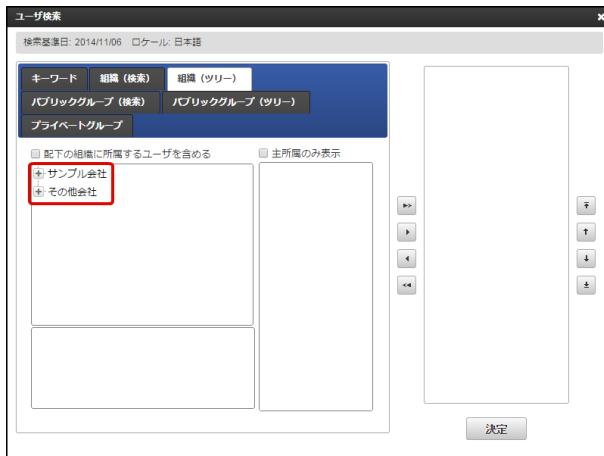 ユーザ検索
検索基準日: 2014/11/06 ロケール: 日本語
キーワード 組織（検索） 組織（ツリー）
パブリックグループ（検索） パブリックグループ（ツリー）
プライベートグループ
配下の組織に所属するユーザを含める 主所属のみ表示
サンプル会社
その他会社
決定